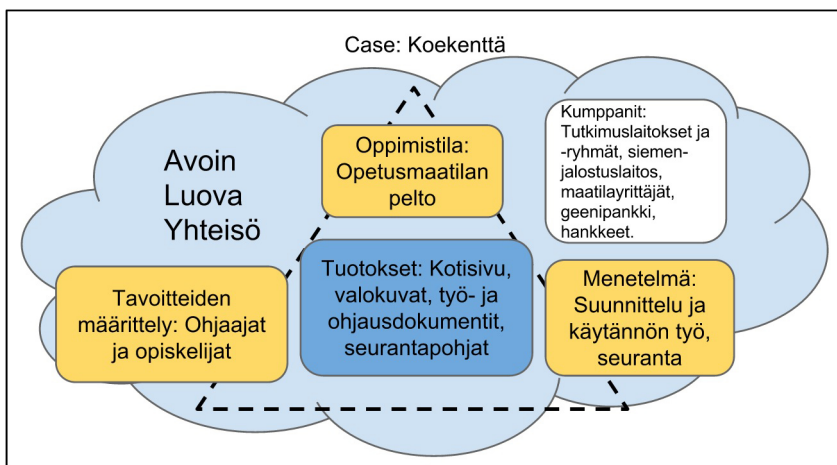 Case: Koekenttä
Avoin
Luova
Yhteisö
Oppimistila:
Opetusmaatilan
pelto
Kumppanit:
Tutkimuslaitokset ja
-ryhmät, siemen-
jalostuslaitos,
maatilayrittäjät,
geenipankki,
hankkeet.
Tavoitteiden
määrittely: Ohjaajat
ja opiskelijat
Tuotokset: Kotisivu,
valokuvat, työ- ja
ohjausdokumentit,
seurantapohjat
Menetelmä:
Suunnittelu ja
käytännön työ,
seuranta